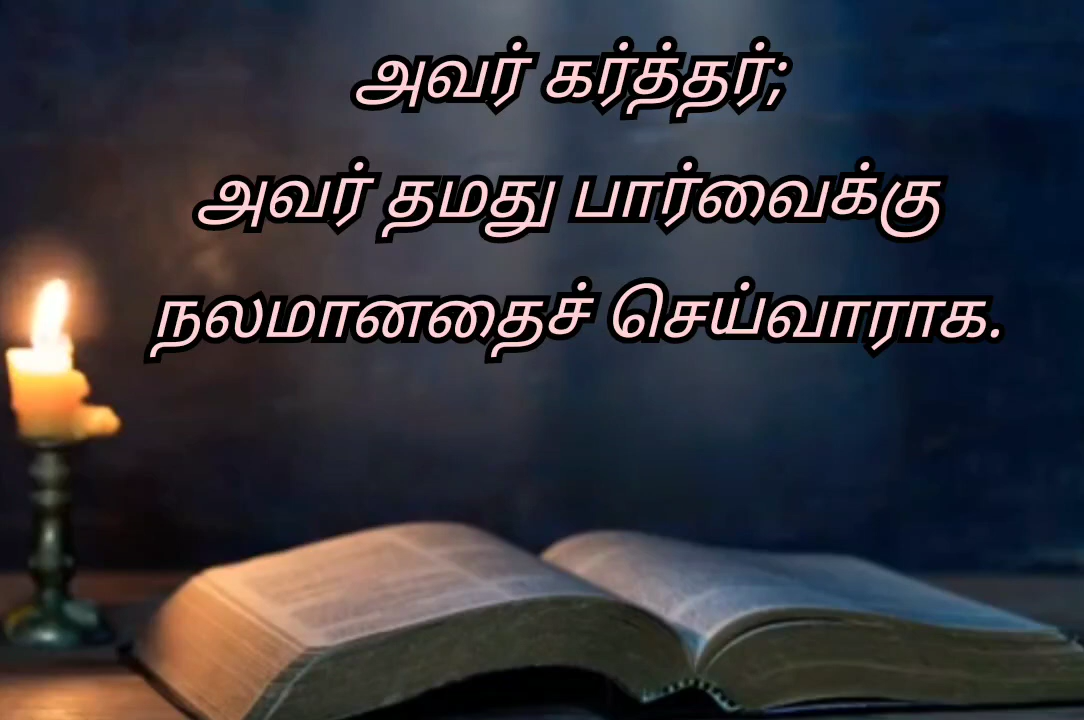 அவர் கர்த்தர்;
அவர் தமது பார்வைக்கு
நலமானதைச் செய்வாராக.